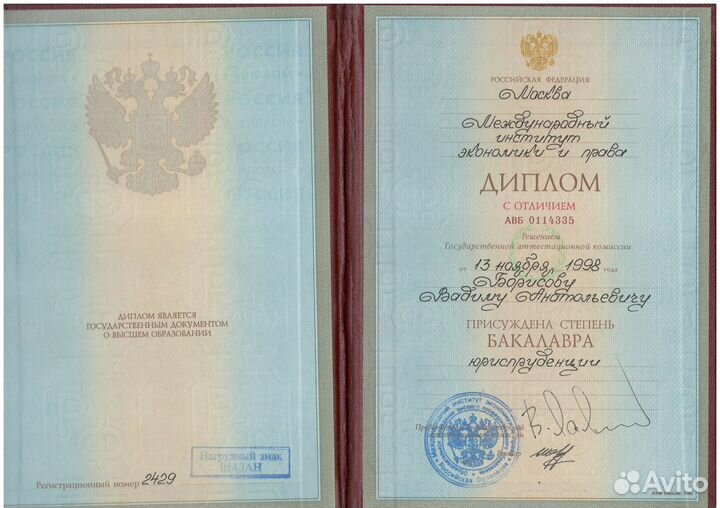 ДИПЛОМ ЯВЛЯЕТСЯ
ГОСУДАРСТВЕННЫМ ДОКУМЕНТОМ
О ВЫСШЕМ ОБРАЗОВАНИИ
Нагрудный знак
ВЫДАН
Регистрационный номер 2429
РОССИЙСКАЯ ФЕДЕРАЦИЯ
Москва
Международный
институт
экономики и права
ДИПЛОМ
С ОТЛИЧИЕМ
АВБ 0114335
Решением
Государственной аттестационной комиссии
от 13 ноября 1998 года
Борисову
Вадиму Анатольевичу
ПРИСУЖДЕНА СТЕПЕНЬ
БАКАЛАВРА
юриспруденции
Ректор
Avito